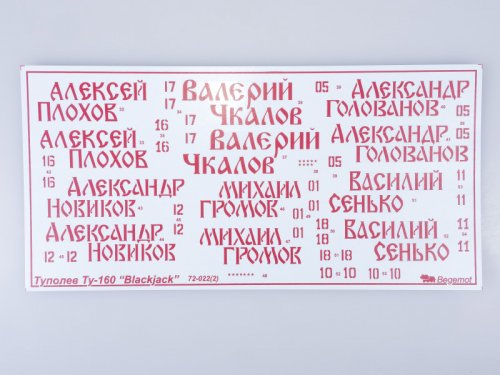 АЛЕКСЕЙ ПЛОХОВ 17 17 16 16
ВАЛЕРИЙ ЧКАЛОВ 17 17
05 05 АЛЕКСАНДР ГОЛОВАНОВ
АЛЕКСЕЙ ПЛОХОВ 16 16
ВАЛЕРИЙ ЧКАЛОВ
05 05 АЛЕКСАНДР ГОЛОВАНОВ
АЛЕКСАНДР НОВИКОВ 12 12
МИХАИЛ ГРОМОВ 01 01 01
ВАСИЛИЙ СЕНЬКО 11 11
АЛЕКСАНДР НОВИКОВ 12 12
МИХАИЛ ГРОМОВ
18 18 18 ВАСИЛИЙ СЕНЬКО 11 11
10 10 10 10
Туполев Ту-160 "Blackjack" 72-022(2)
Begemot